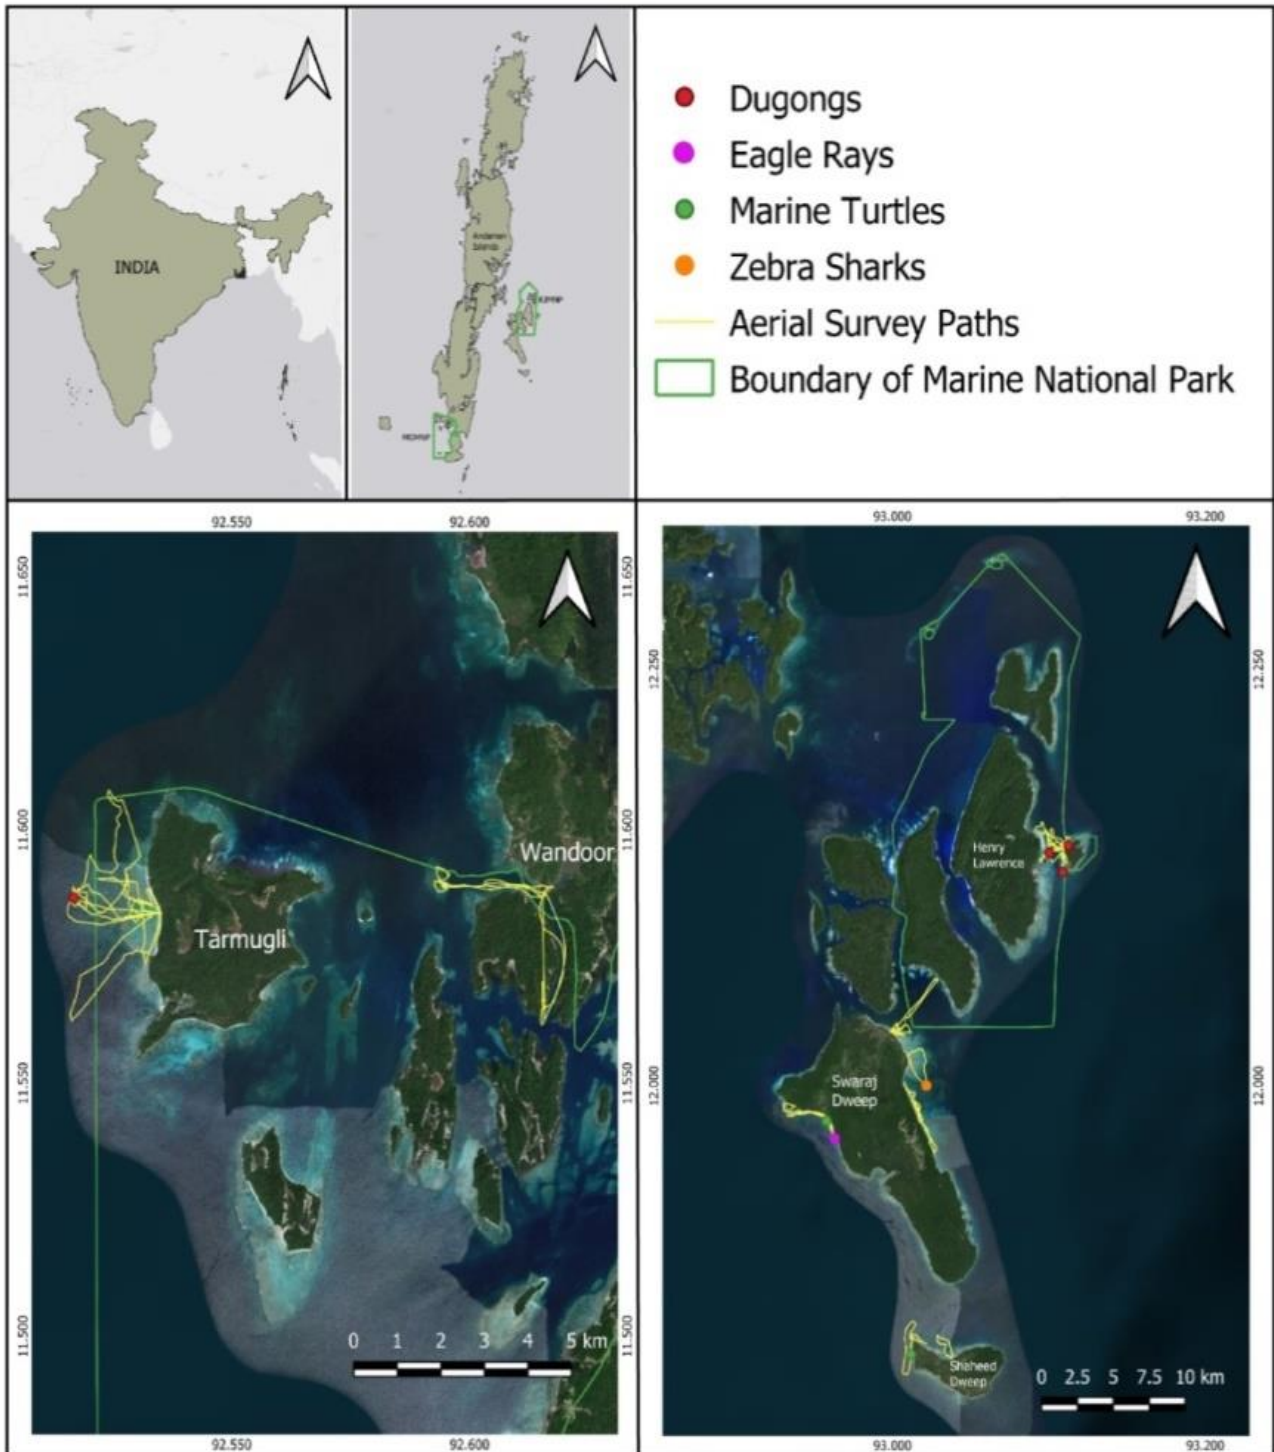 INDIA
Andaman
Islands
Dugongs
Eagle Rays
Marine Turtles
Zebra Sharks
Aerial Survey Paths
Boundary of Marine National Park
92.550
92.600
11.650
11.650
11.600
11.600
Wandoor
Tarmugli
11.550
11.550
11.500
11.500
0 1 2 3 4 5 km
92.550
92.600
93.000
93.200
12.250
12.250
Henry
Lawrence
12.000
12.000
Swaraj
Dweep
Shaheed
Dweep
0 2.5 5 7.5 10 km
93.000
93.200